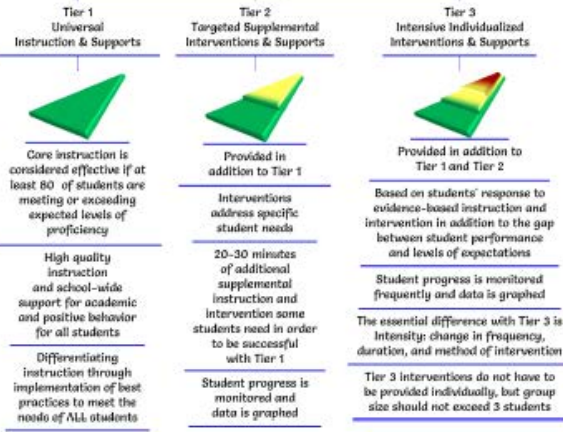 Tier 1
Universal
Instruction & Supports
Core instruction is
considered effective if at
least 80 of students are
meeting or exceeding
expected levels of
proficiency
High quality
instruction
and school-wide
support for academic
and positive behavior
for all students
Differentiating
instruction through
implementation of best
practices to meet the
needs of ALL students
Tier 2
Targeted Supplemental
Interventions & Supports
Provided in
addition to Tier 1
Interventions
address specific
student needs
20-30 minutes
of additional
supplemental
instruction and
intervention some
students need in order
to be successful
with Tier 1
Student progress is
monitored and
data is graphed
Tier 3
Intensive Individualized
Interventions & Supports
Provided in addition to
Tier 1 and Tier 2
Based on students' response to
evidence-based instruction and
intervention in addition to the gap
between student performance
and levels of expectations
Student progress is monitored
frequently and data is graphed
The essential difference with Tier 3 is
Intensity: change in frequency,
duration, and method of intervention
Tier 3 interventions do not have to
be provided individually, but group
size should not exceed 3 students